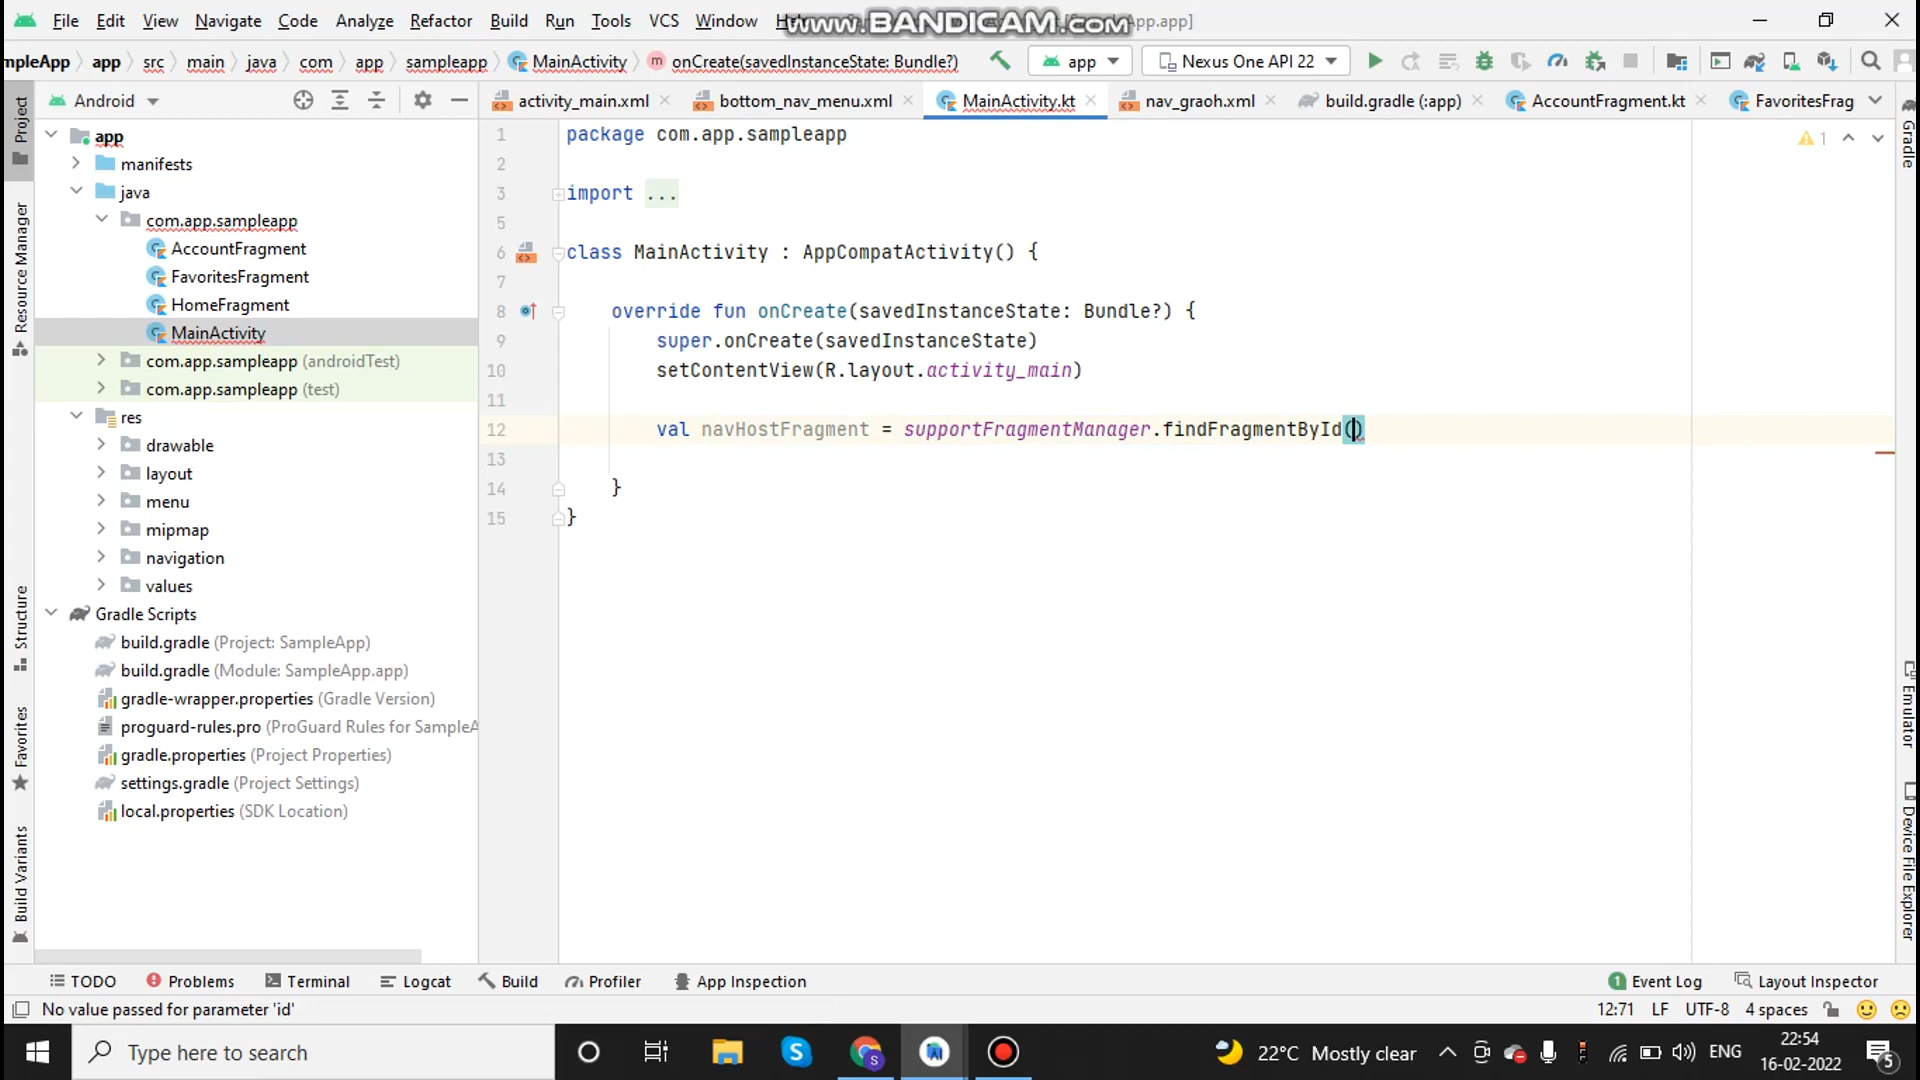 File Edit View Navigate Code Analyze Refactor Build Run Tools VCS Window
www.BANDICAM.com
App.app]
mpleApp app src main java com app sampleapp MainActivity onCreate(savedInstanceState: Bundle?) app Nexus One API 22
Android
activity_main.xml bottom_nav_menu.xml MainActivity.kt nav_graoh.xml build.gradle (:app) AccountFragment.kt FavoritesFrag
Project
Resource Manager
Structure
Favorites
Build Variants
app
manifests
java
com.app.sampleapp
AccountFragment
FavoritesFragment
HomeFragment
MainActivity
com.app.sampleapp (androidTest)
com.app.sampleapp (test)
res
drawable
layout
menu
mipmap
navigation
values
Gradle Scripts
build.gradle (Project: SampleApp)
build.gradle (Module: SampleApp.app)
gradle-wrapper.properties (Gradle Version)
proguard-rules.pro (ProGuard Rules for SampleA
gradle.properties (Project Properties)
settings.gradle (Project Settings)
local.properties (SDK Location)
1 package com.app.sampleapp
2
3 import ...
5
6 class MainActivity : AppCompatActivity() {
7
8 override fun onCreate(savedInstanceState: Bundle?) {
9 super.onCreate(savedInstanceState)
10 setContentView(R.layout.activity_main)
11
12 val navHostFragment = supportFragmentManager.findFragmentById()
13
14 }
15 }
1
Gradle
Emulator
Device File Explorer
TODO Problems Terminal Logcat Build Profiler App Inspection 1 Event Log Layout Inspector
No value passed for parameter 'id' 12:71 LF UTF-8 4 spaces
Type here to search
S
22°C Mostly clear
ENG
22:54
16-02-2022
5